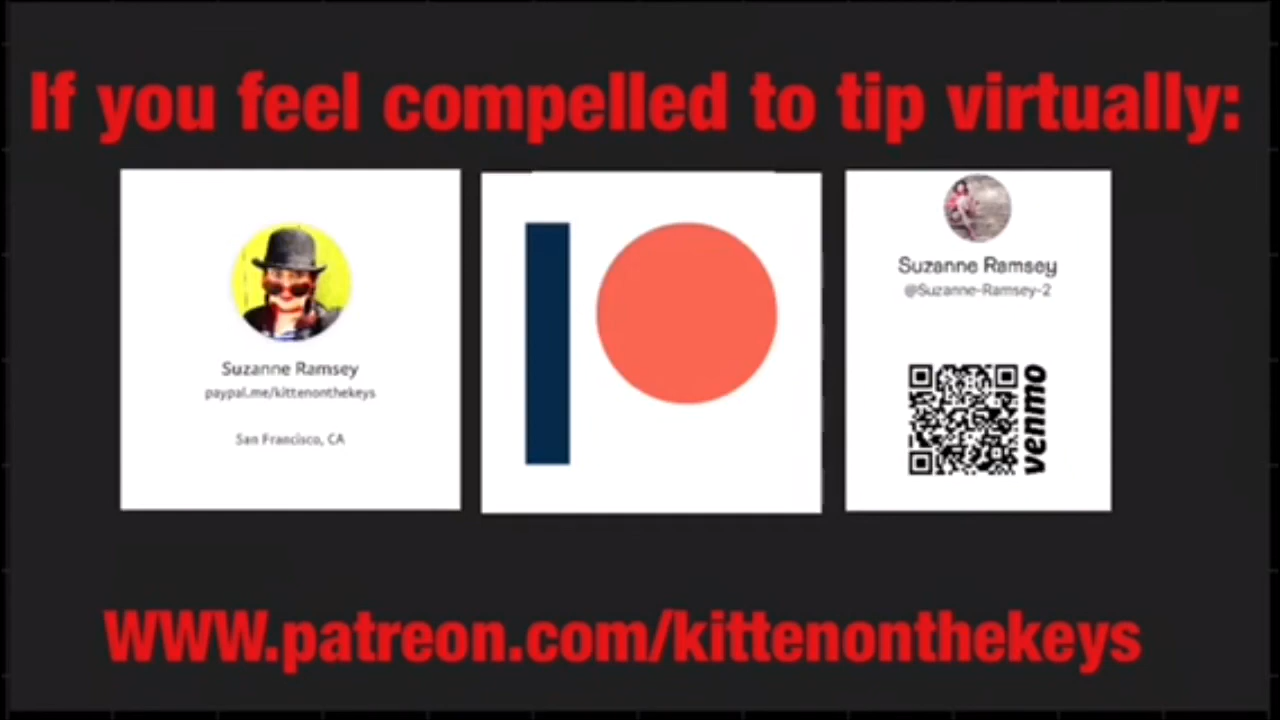 If you feel compelled to tip virtually:
Suzanne Ramsey
paypal.me/kittenonthekeys
San Francisco, CA
Suzanne Ramsey
@Suzanne-Ramsey-2
venmo
WWW.patreon.com/kittenonthekeys